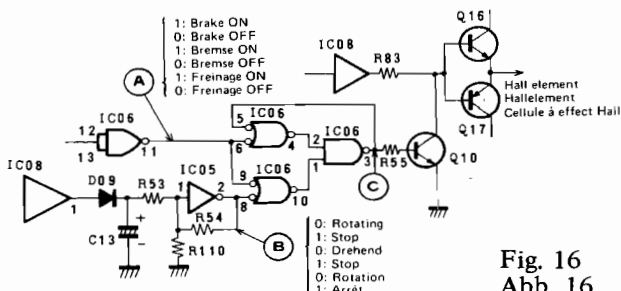 1: Brake ON
0: Brake OFF
1: Bremse ON
0: Bremse OFF
1: Freinage ON
0: Freinage OFF
A
Q16
IC08
R83
Hall element
Hallelement
Cellule à effect Hall
Q17
IC06
12
13
11
5
6
IC06
4
IC06
2
1
3
R55
Q10
C
IC08
1
D09
R53
IC05
1
2
9
8
IC06
10
R54
+
−
C13
R110
B
0: Rotating
1: Stop
0: Drehend
1: Stop
0: Rotation
1: Arrêt
Fig. 16
Abb. 16